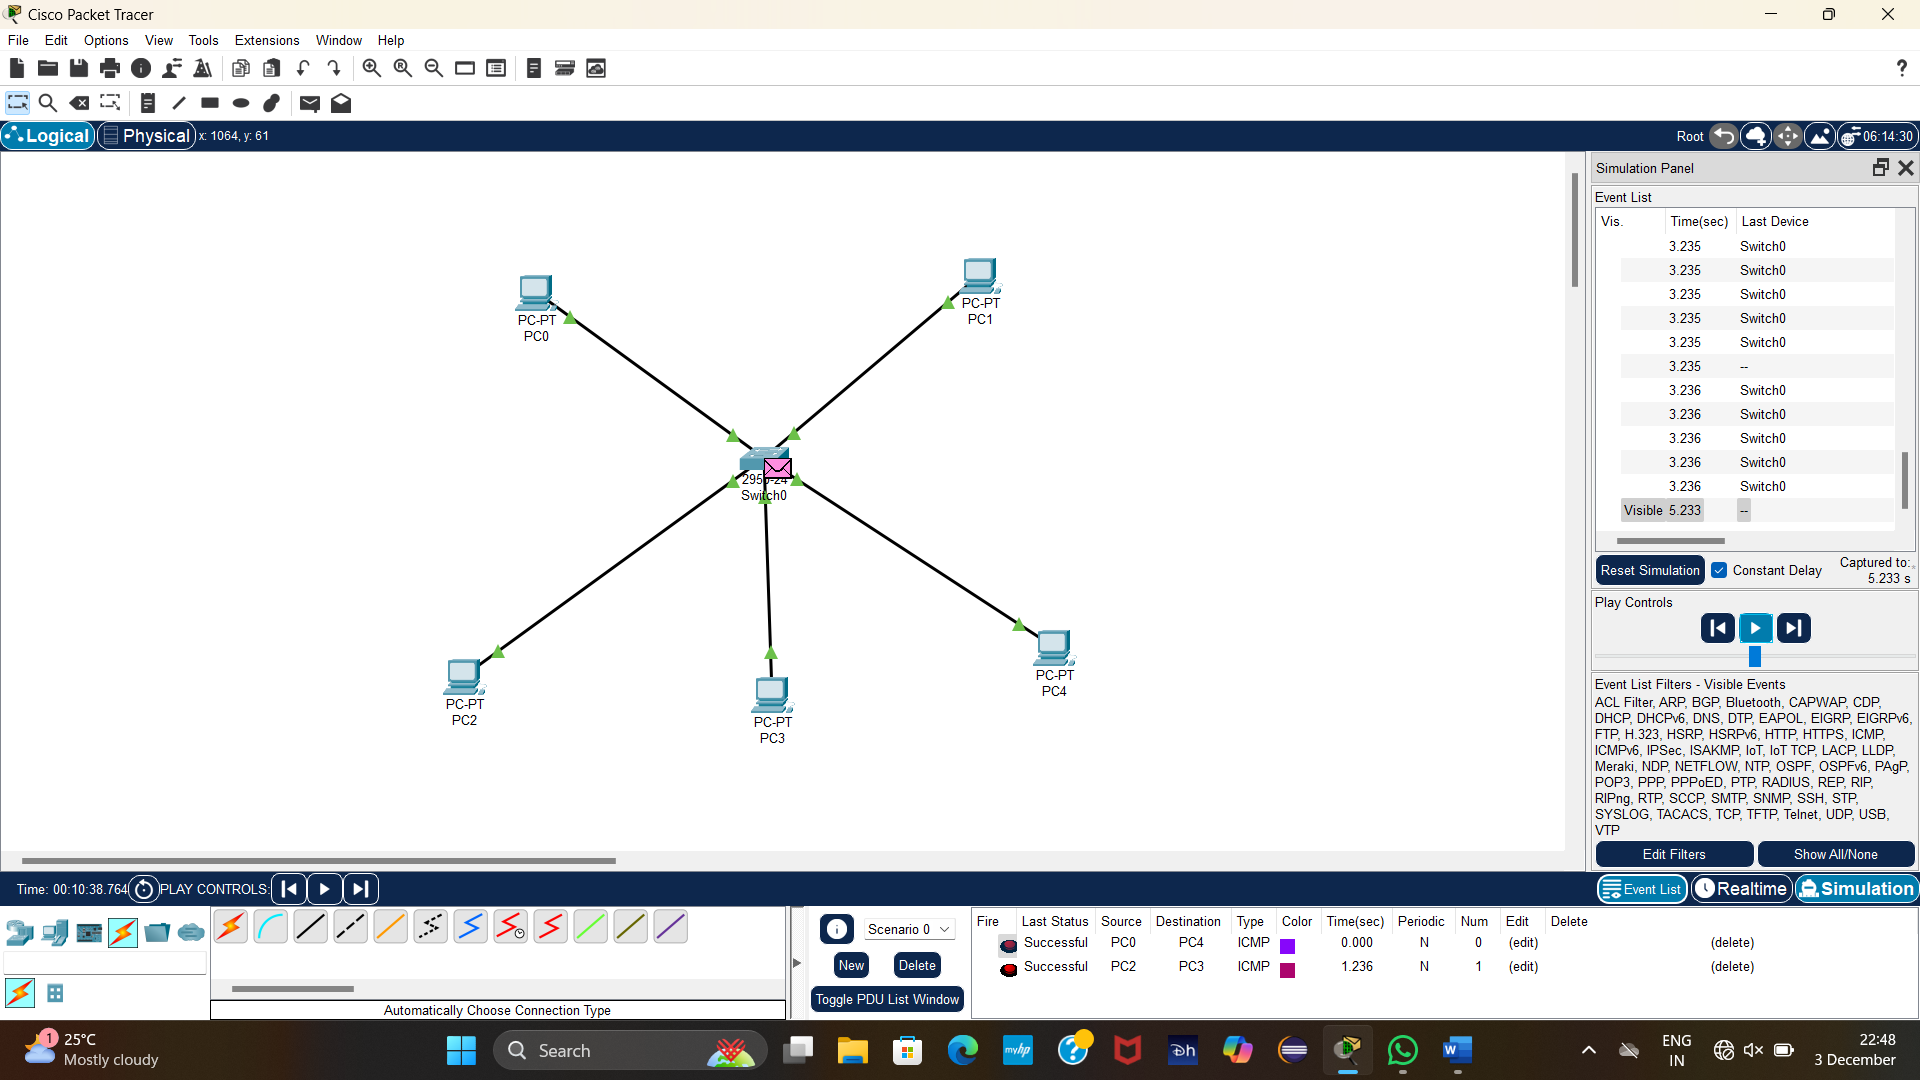 Cisco Packet Tracer
File Edit Options View Tools Extensions Window Help
?
Logical Physical x: 1064, y: 61 Root 06:14:30
Simulation Panel
Event List
Vis. Time(sec) Last Device
3.235 Switch0
3.235 Switch0
3.235 Switch0
3.235 Switch0
3.235 Switch0
3.235 --
3.236 Switch0
3.236 Switch0
3.236 Switch0
3.236 Switch0
3.236 Switch0
Visible 5.233 --
Reset Simulation Constant Delay Captured to:
5.233 s
Play Controls
Event List Filters - Visible Events
ACL Filter, ARP, BGP, Bluetooth, CAPWAP, CDP,
DHCP, DHCPv6, DNS, DTP, EAPOL, EIGRP, EIGRPv6,
FTP, H.323, HSRP, HSRPv6, HTTP, HTTPS, ICMP,
ICMPv6, IPSec, ISAKMP, IoT, IoT TCP, LACP, LLDP,
Meraki, NDP, NETFLOW, NTP, OSPF, OSPFv6, PAgP,
POP3, PPP, PPPoED, PTP, RADIUS, REP, RIP,
RIPng, RTP, SCCP, SMTP, SNMP, SSH, STP,
SYSLOG, TACACS, TCP, TFTP, Telnet, UDP, USB,
VTP
Edit Filters Show All/None
PC-PT
PC0
PC-PT
PC1
Switch0
PC-PT
PC2
PC-PT
PC3
PC-PT
PC4
Time: 00:10:38.764 PLAY CONTROLS: Event List Realtime Simulation
Automatically Choose Connection Type
Scenario 0
New Delete
Toggle PDU List Window
Fire Last Status Source Destination Type Color Time(sec) Periodic Num Edit Delete
Successful PC0 PC4 ICMP 0.000 N 0 (edit) (delete)
Successful PC2 PC3 ICMP 1.236 N 1 (edit) (delete)
1 25°C
Mostly cloudy
Search
myhp
?
ENG
IN
22:48
3 December